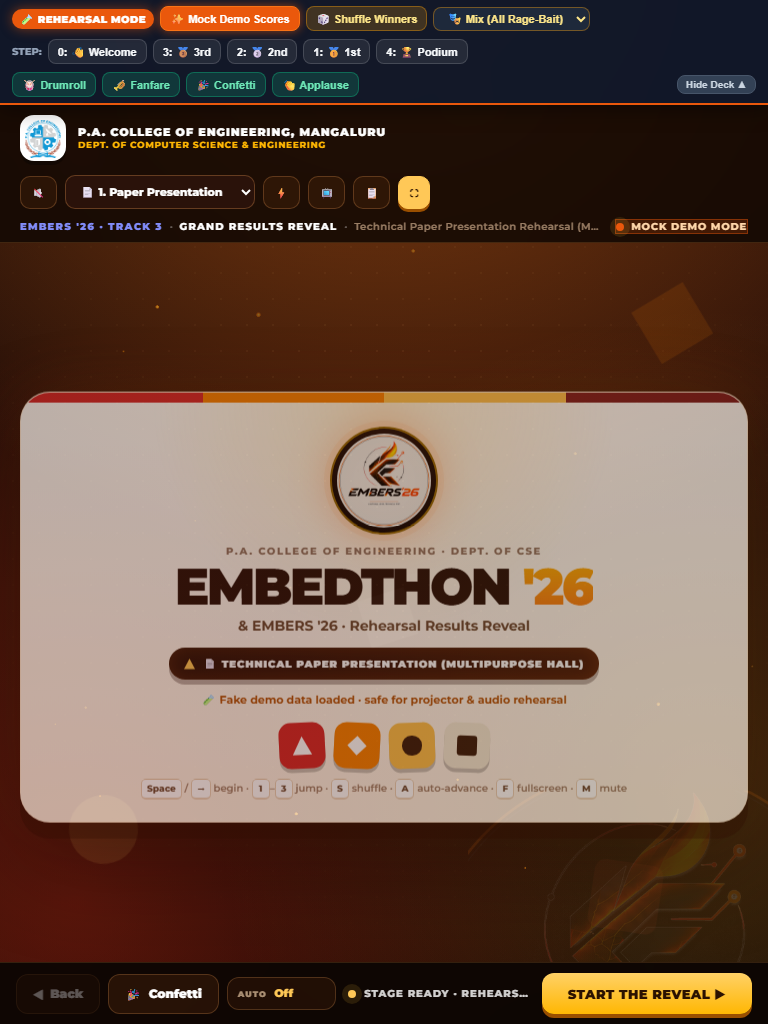 REHEARSAL MODE
Mock Demo Scores
Shuffle Winners
Mix (All Rage-Bait)
STEP:
0: Welcome
3: 3rd
2: 2nd
1: 1st
4: Podium
Drumroll
Fanfare
Confetti
Applause
Hide Deck ▲
P.A. COLLEGE OF ENGINEERING, MANGALURU
DEPT. OF COMPUTER SCIENCE & ENGINEERING
1. Paper Presentation
EMBERS '26 • TRACK 3 · GRAND RESULTS REVEAL · Technical Paper Presentation Rehearsal (M...
MOCK DEMO MODE
EMBERS'26
P.A. COLLEGE OF ENGINEERING · DEPT. OF CSE
EMBEDTHON '26
& EMBERS '26 · Rehearsal Results Reveal
TECHNICAL PAPER PRESENTATION (MULTIPURPOSE HALL)
Fake demo data loaded · safe for projector & audio rehearsal
Space / → begin · 1–3 jump · S shuffle · A auto-advance · F fullscreen · M mute
◀ Back
Confetti
AUTO Off
STAGE READY · REHEARS...
START THE REVEAL ▶